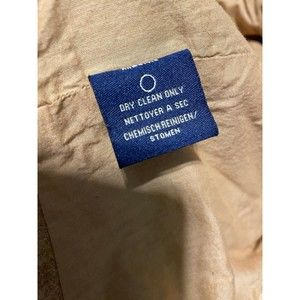 DRY CLEAN ONLY
NETTOYER A SEC
CHEMISCH REINIGEN/
STOMEN